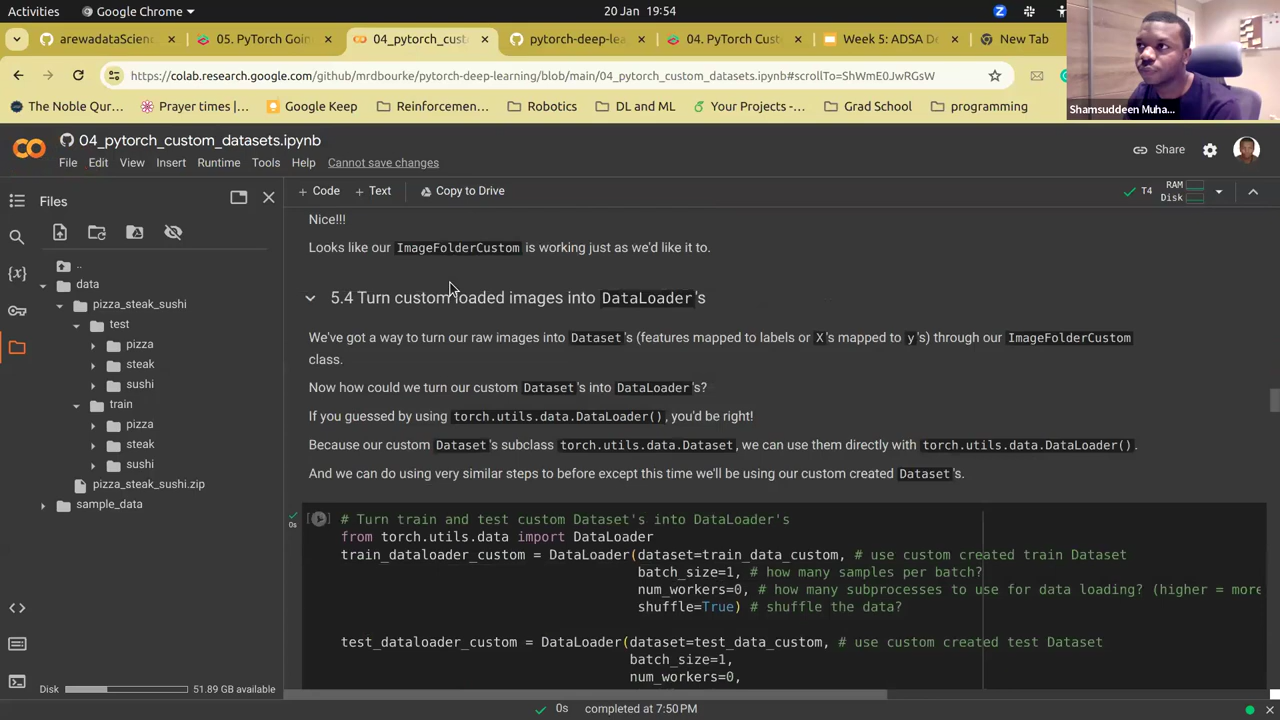 Activities
Google Chrome
20 Jan 19:54
arewadataScien
05. PyTorch Goin
04_pytorch_cust
pytorch-deep-lea
04. PyTorch Cust
Week 5: ADSA De
New Tab
https://colab.research.google.com/github/mrdbourke/pytorch-deep-learning/blob/main/04_pytorch_custom_datasets.ipynb#scrollTo=ShWmE0JwRGsW
The Noble Qur...
Prayer times |...
Google Keep
Reinforcemen...
Robotics
DL and ML
Your Projects -...
Grad School
programming
Shamsuddeen Muha...
04_pytorch_custom_datasets.ipynb
File Edit View Insert Runtime Tools Help Cannot save changes
Share
+ Code + Text Copy to Drive
T4 RAM Disk
Files
..
data
pizza_steak_sushi
test
pizza
steak
sushi
train
pizza
steak
sushi
pizza_steak_sushi.zip
sample_data
Disk 51.89 GB available
Nice!!!
Looks like our ImageFolderCustom is working just as we'd like it to.
5.4 Turn custom loaded images into DataLoader's
We've got a way to turn our raw images into Dataset's (features mapped to labels or X's mapped to y's) through our ImageFolderCustom
class.
Now how could we turn our custom Dataset's into DataLoader's?
If you guessed by using torch.utils.data.DataLoader(), you'd be right!
Because our custom Dataset's subclass torch.utils.data.Dataset, we can use them directly with torch.utils.data.DataLoader().
And we can do using very similar steps to before except this time we'll be using our custom created Dataset's.
0s
# Turn train and test custom Dataset's into DataLoader's
from torch.utils.data import DataLoader
train_dataloader_custom = DataLoader(dataset=train_data_custom, # use custom created train Dataset
batch_size=1, # how many samples per batch?
num_workers=0, # how many subprocesses to use for data loading? (higher = more
shuffle=True) # shuffle the data?
test_dataloader_custom = DataLoader(dataset=test_data_custom, # use custom created test Dataset
batch_size=1,
num_workers=0,
0s completed at 7:50PM